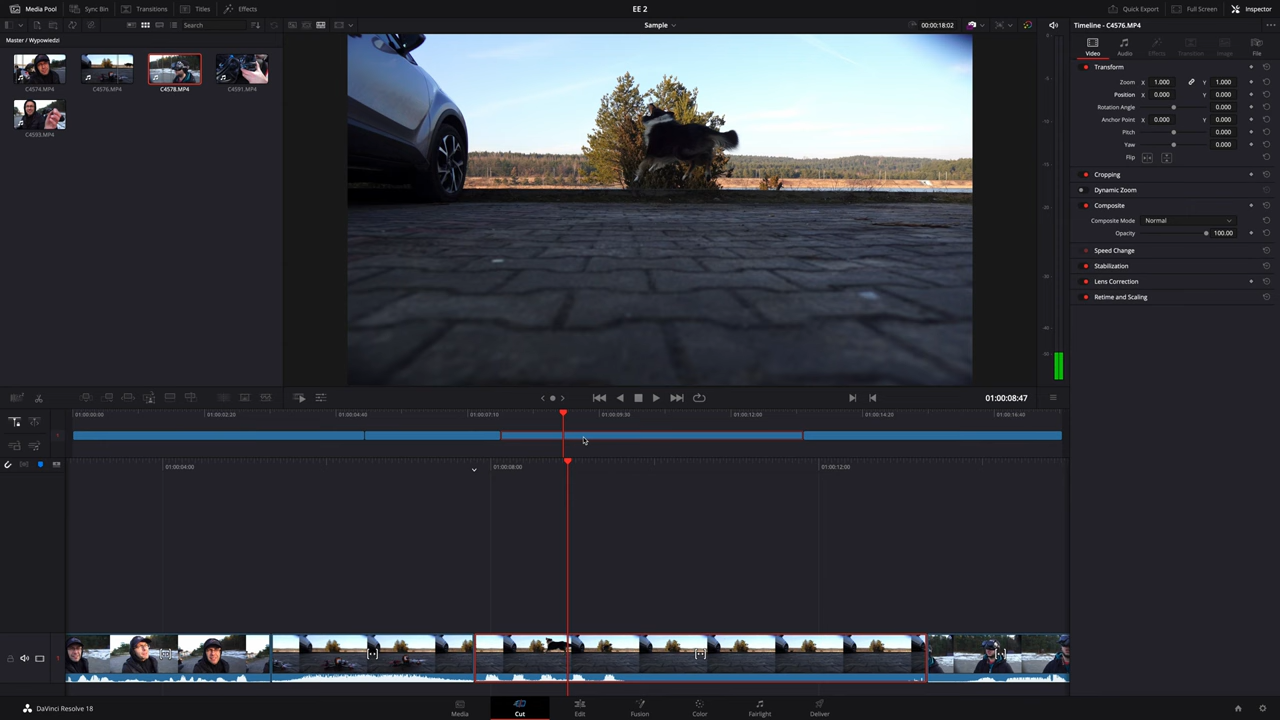 Media Pool Sync Bin Transitions Titles Effects EE 2 Quick Export Full Screen Inspector
Search Sample 00:00:18:02 Timeline - C4576.MP4
Master / Wypowiedzi
Video Audio Effects Transition Image File
C4574.MP4 C4576.MP4 C4578.MP4 C4591.MP4
C4593.MP4
Transform
Zoom X 1.000 Y 1.000
Position X 0.000 Y 0.000
Rotation Angle 0.000
Anchor Point X 0.000 Y 0.000
Pitch 0.000
Yaw 0.000
Flip
Cropping
Dynamic Zoom
Composite
Composite Mode Normal
Opacity 100.00
Speed Change
Stabilization
Lens Correction
Retime and Scaling
01:00:08:47
01:00:00:00 01:00:02:20 01:00:04:40 01:00:07:10 01:00:09:30 01:00:12:00 01:00:14:20 01:00:16:40
01:00:04:00 01:00:08:00 01:00:12:00
DaVinci Resolve 18 Media Cut Edit Fusion Color Fairlight Deliver